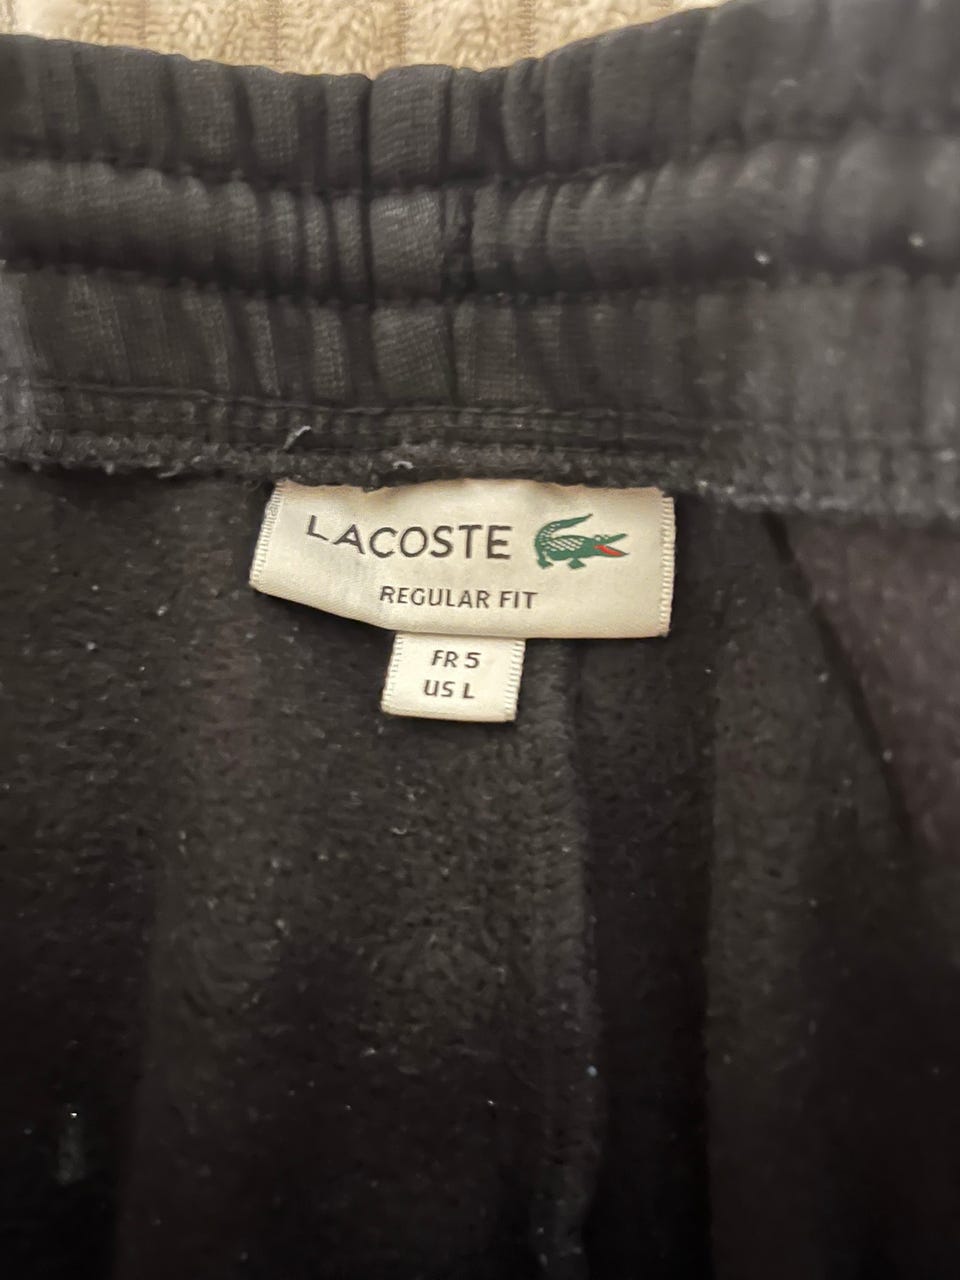 LACOSTE
REGULAR FIT
FR 5
US L